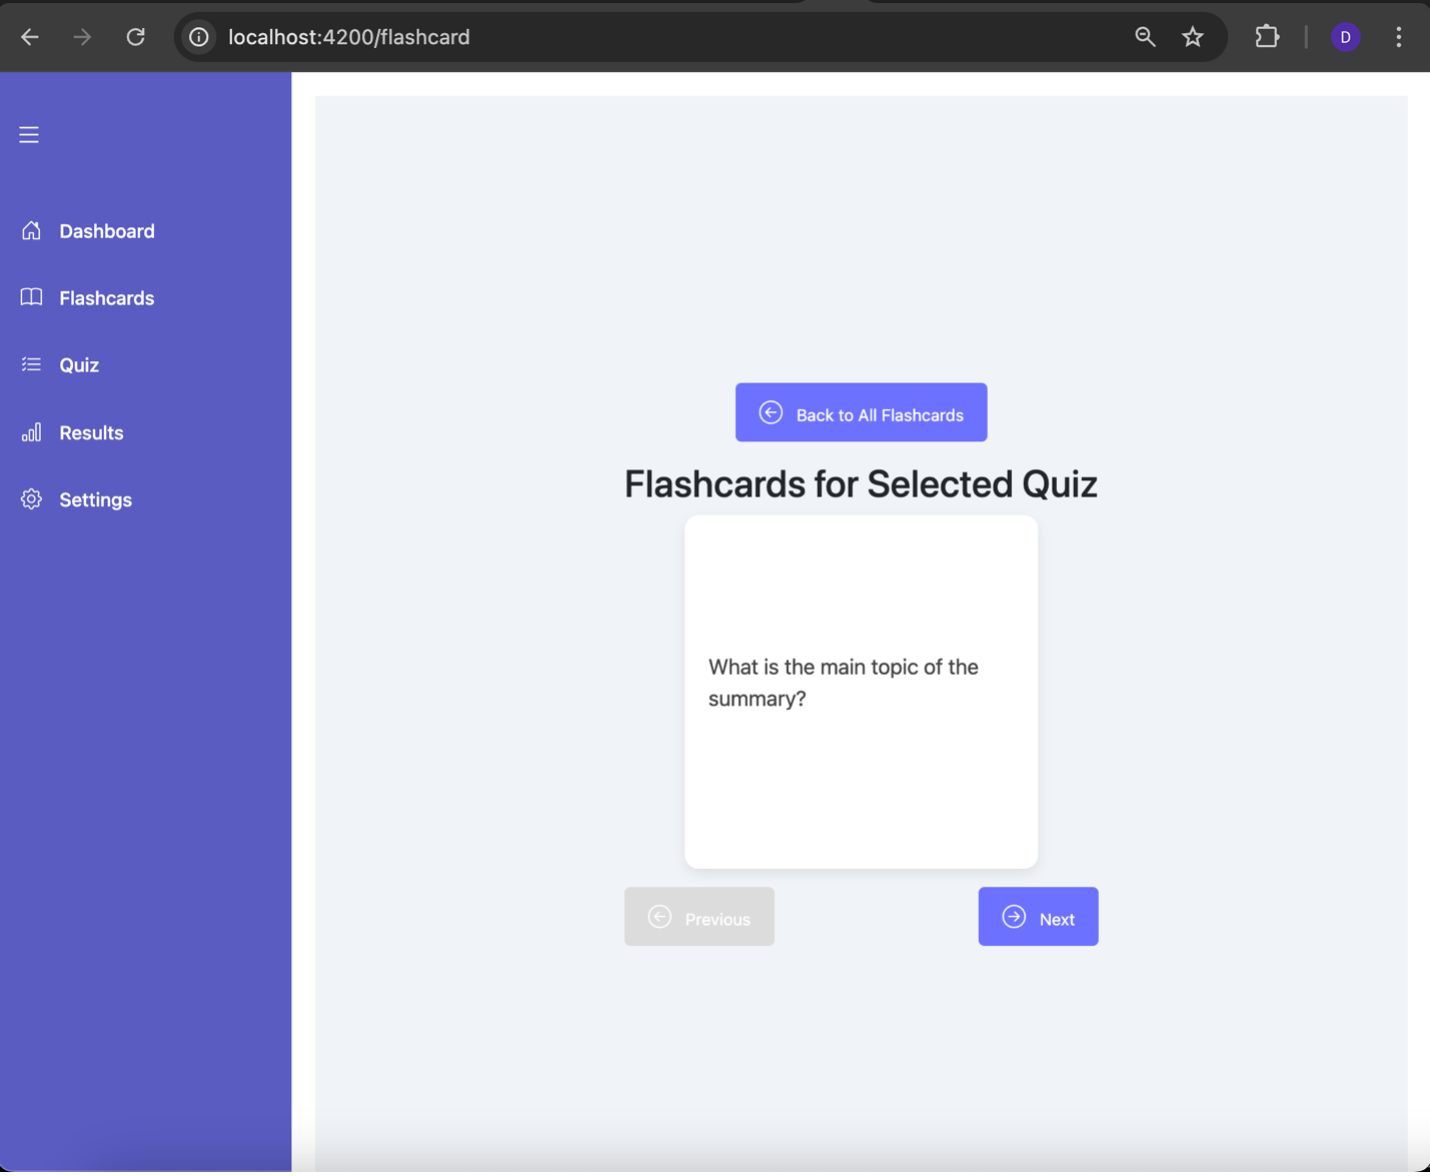 localhost:4200/flashcard
D
Dashboard
Flashcards
Quiz
Results
Settings
Back to All Flashcards
Flashcards for Selected Quiz
What is the main topic of the
summary?
Previous
Next